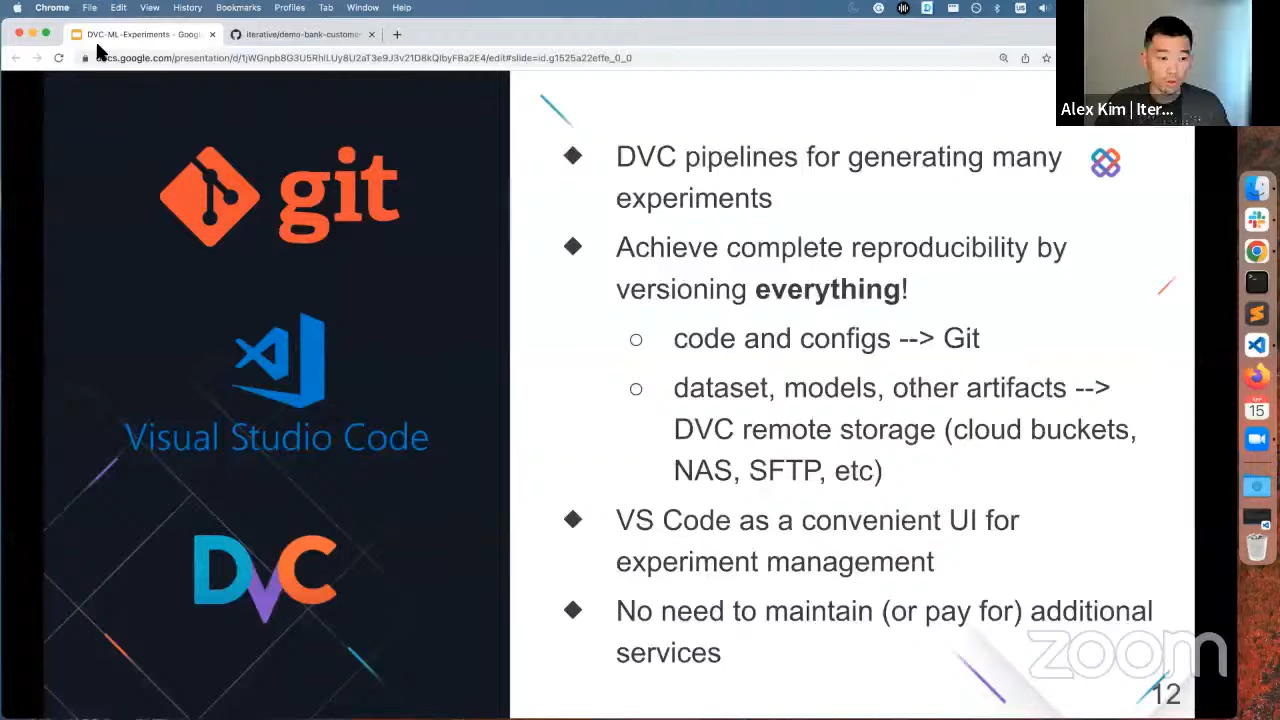 Chrome File Edit View History Bookmarks Profiles Tab Window Help
DVC-ML-Experiments - Googl
iterative/demo-bank-customer
cs.google.com/presentation/d/1jWGnpb8G3U5RhlLUy8U2aT3e9J3v21D8kQIbyFBa2E4/edit#slide=id.g1525a22effe_0_0
Alex Kim | Iter...
git
Visual Studio Code
DVC
◆ DVC pipelines for generating many
experiments
◆ Achieve complete reproducibility by
versioning everything!
○ code and configs --> Git
○ dataset, models, other artifacts -->
DVC remote storage (cloud buckets,
NAS, SFTP, etc)
◆ VS Code as a convenient UI for
experiment management
◆ No need to maintain (or pay for) additional
services
zoom
12
15